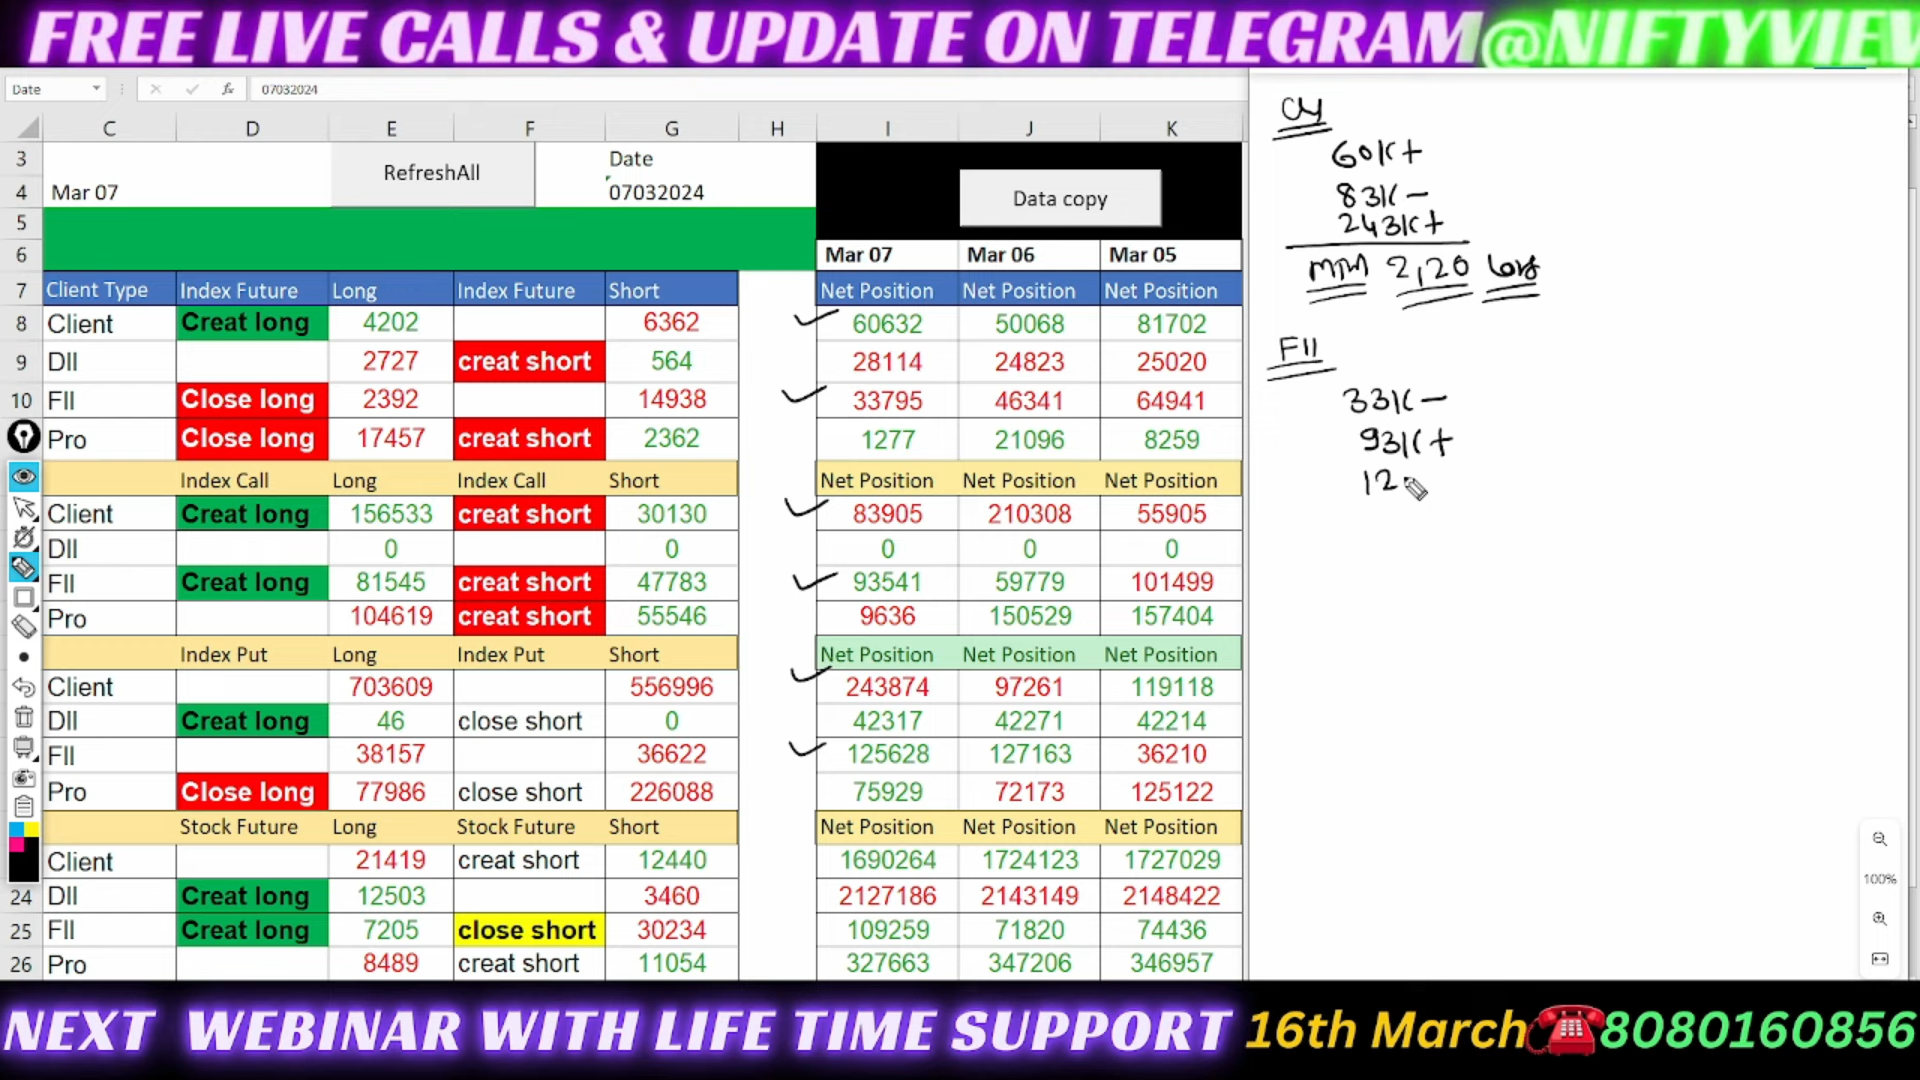 FREE LIVE CALLS & UPDATE ON TELEGRAM@NIFTYVIEW
Date 07032024
C D E F G H I J K
3 RefreshAll Date
4 Mar 07 07032024 Data copy
5
6 Mar 07 Mar 06 Mar 05
7 Client Type Index Future Long Index Future Short Net Position Net Position Net Position
8 Client Creat long 4202 6362 60632 50068 81702
9 DII 2727 creat short 564 28114 24823 25020
10 FII Close long 2392 14938 33795 46341 64941
Pro Close long 17457 creat short 2362 1277 21096 8259
Index Call Long Index Call Short Net Position Net Position Net Position
Client Creat long 156533 creat short 30130 83905 210308 55905
DII 0 0 0 0 0
FII Creat long 81545 creat short 47783 93541 59779 101499
Pro 104619 creat short 55546 9636 150529 157404
Index Put Long Index Put Short Net Position Net Position Net Position
Client 703609 556996 243874 97261 119118
DII Creat long 46 close short 0 42317 42271 42214
FII 38157 36622 125628 127163 36210
Pro Close long 77986 close short 226088 75929 72173 125122
Stock Future Long Stock Future Short Net Position Net Position Net Position
Client 21419 creat short 12440 1690264 1724123 1727029
24 DII Creat long 12503 3460 2127186 2143149 2148422
25 FII Creat long 7205 close short 30234 109259 71820 74436
26 Pro 8489 creat short 11054 327663 347206 346957
60K+
83K-
243K+
2,20
FII
33K-
93K+
12
100%
NEXT WEBINAR WITH LIFE TIME SUPPORT 16th March 8080160856